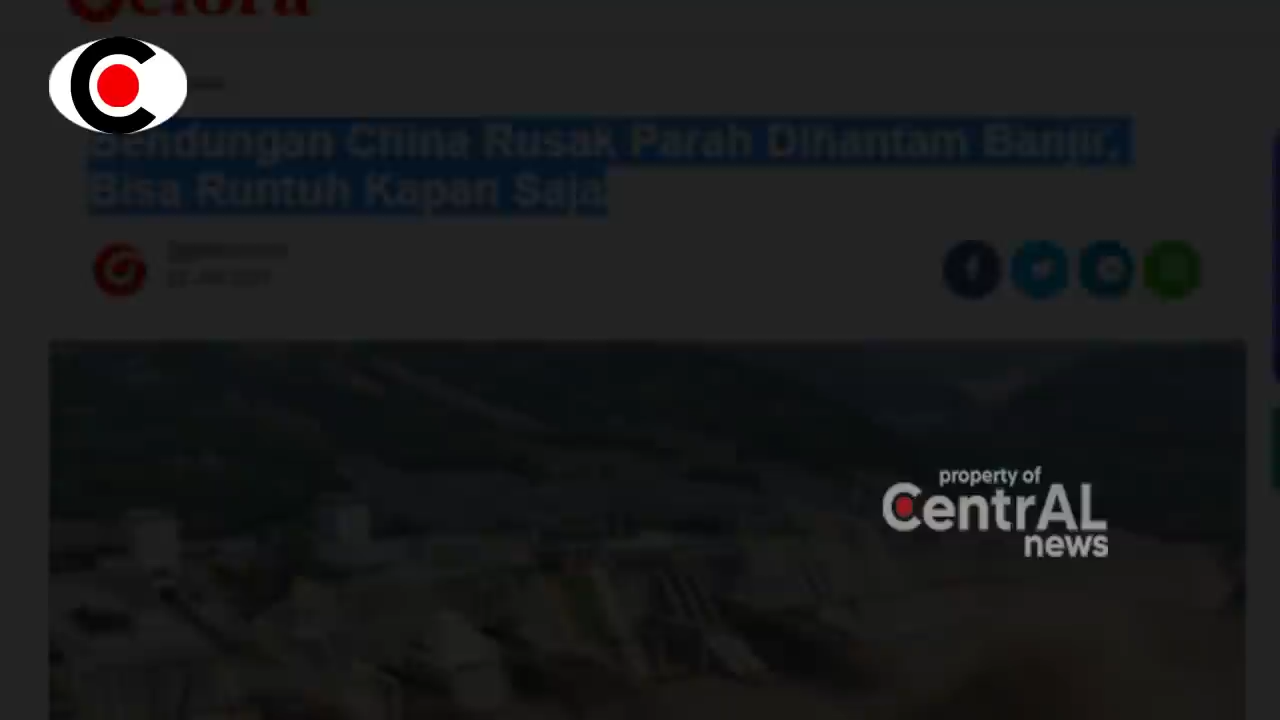 Bendungan China Rusak Parah Dihantam Banjir,
Bisa Runtuh Kapan Saja
property of
CentrAL
news